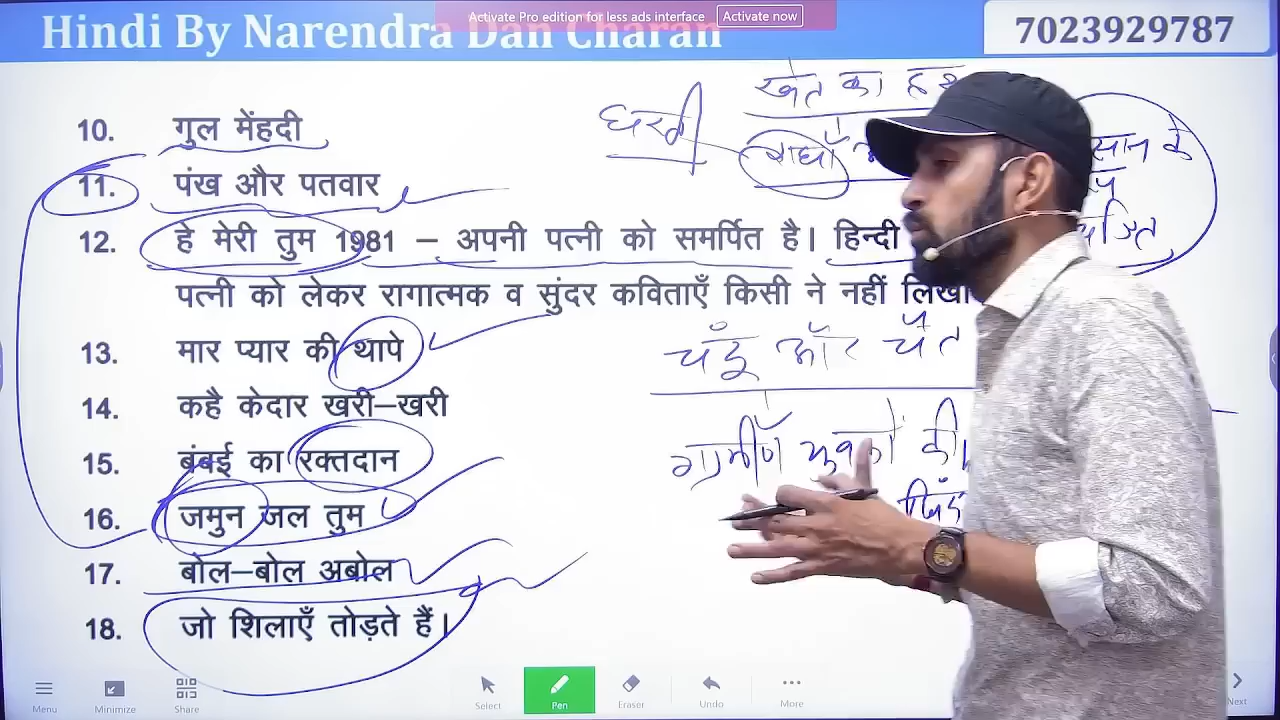 Activate Pro edition for less ads interface Activate now
Hindi By Narendra Dan Charan
7023929787
खेत का
धरती
10. गुल मेंहदी
11. पंख और पतवार
12. हे मेरी तुम 1981 – अपनी पत्नी को समर्पित है। हिन्दी
पत्नी को लेकर रागात्मक व सुंदर कविताएँ किसी ने नहीं लिखी
13. मार प्यार की थापे
चंदू और चैत
14. कहै केदार खरी–खरी
ग्रामीण युवकों की
15. बंबई का रक्तदान
16. जमुन जल तुम
17. बोल–बोल अबोल
18. जो शिलाएँ तोड़ते हैं।
Menu Minimize Share Select Pen Eraser Undo More Next